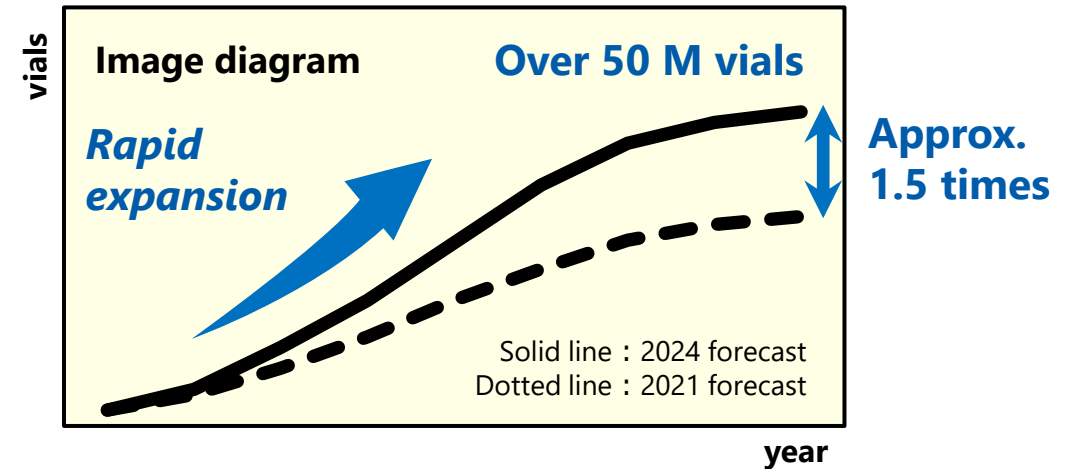 vials
Image diagram
Over 50 M vials
Rapid
expansion
Approx.
1.5 times
Solid line：2024 forecast
Dotted line：2021 forecast
year